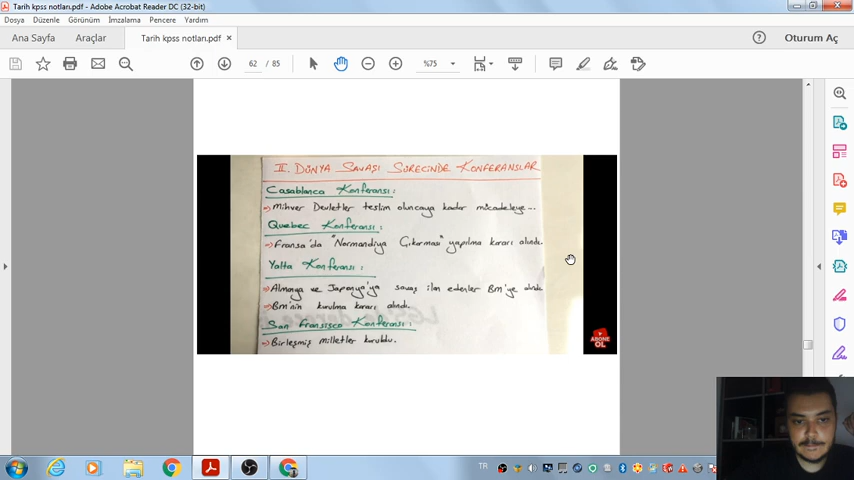 Tarih kpss notları.pdf - Adobe Acrobat Reader DC (32-bit)
Dosya Düzenle Görünüm İmzalama Pencere Yardım
Ana Sayfa Araçlar Tarih kpss notları.pdf × Oturum Aç
62 / 85 %75
II. DÜNYA SAVAŞI SÜRECİNDE KONFERANSLAR
Casablanca Konferansı:
→Mihver Devletler teslim oluncaya kadar mücadeleye...
Quebec Konferansı:
→Fransa'da "Normandiya Çıkarması" yapılma kararı alındı.
Yalta Konferansı:
→Almanya ve Japonya'ya savaş ilan edenler Bm'ye alındı
→Bm'nin kurulma kararı alındı.
San Fransisco Konferansı:
→Birleşmiş milletler kuruldu.
ABONE
OL
TR